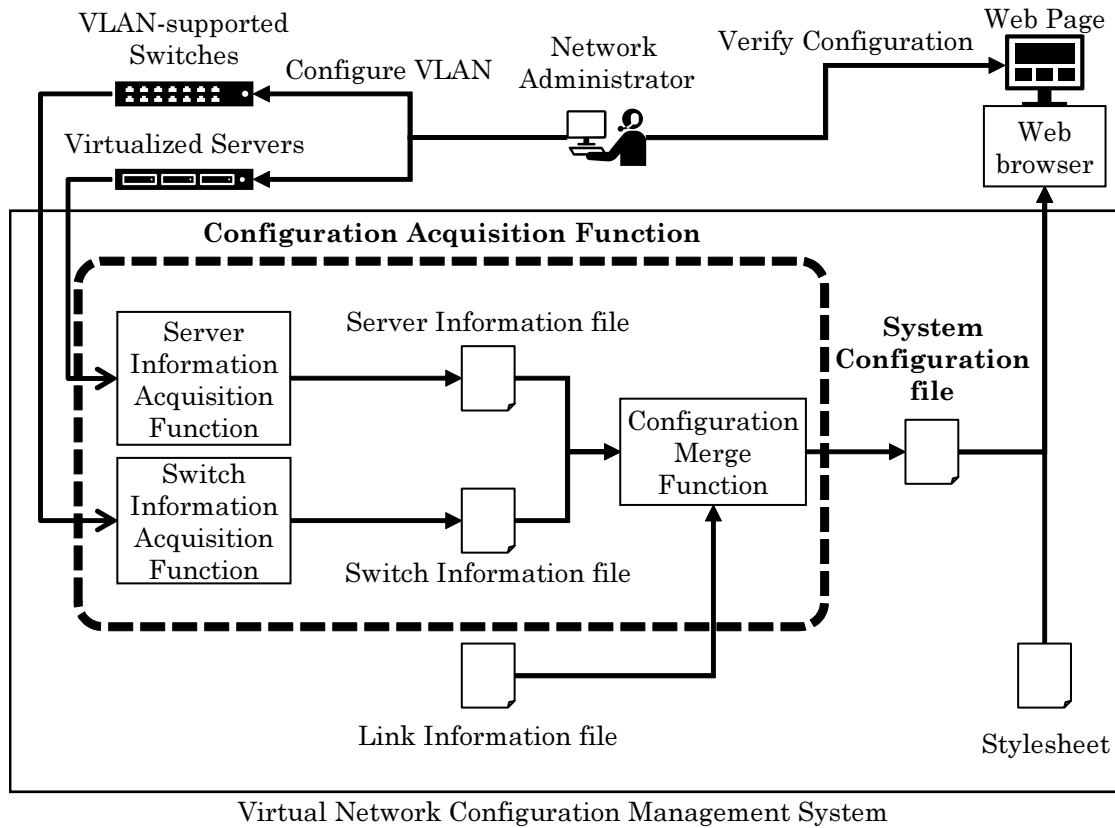 VLAN-supported
Switches
Configure VLAN
Network
Administrator
Verify Configuration
Web Page
Virtualized Servers
Web
browser
Configuration Acquisition Function
Server
Information
Acquisition
Function
Server Information file
System
Configuration
file
Configuration
Merge
Function
Switch
Information
Acquisition
Function
Switch Information file
Link Information file
Stylesheet
Virtual Network Configuration Management System